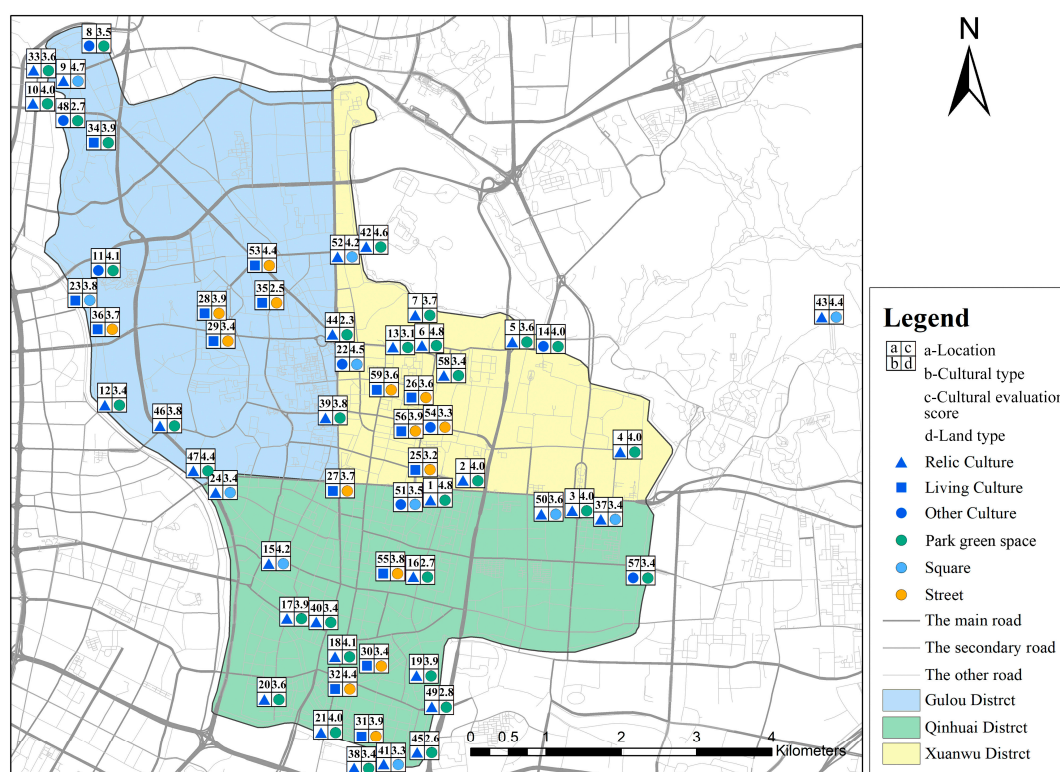 8 3.5
N
33 3.6
9 4.7
10 4.0
48 2.7
34 3.9
42 4.6
52 4.2
53 4.4
11 4.1
23 3.8
35 2.5
28 3.9
36 3.7
29 3.4
7 3.7
43 4.4
44 2.3
13 3.1
6 4.8
5 3.6
14 4.0
22 4.5
58 3.4
59 3.6
26 3.6
12 3.4
46 3.8
39 3.8
56 3.9
54 3.3
4 4.0
47 4.4
25 3.2
2 4.0
24 3.4
27 3.7
51 3.5
1 4.8
50 3.6
3 4.0
37 3.4
15 4.2
55 3.8
16 2.7
57 3.4
17 3.9
40 3.4
18 4.1
30 3.4
19 3.9
32 4.4
20 3.6
49 2.8
21 4.0
31 3.9
38 3.4
41 3.3
45 2.6
0 0.5 1 2 3 4
Kilometers
Legend
a c
b d
a-Location
b-Cultural type
c-Cultural evaluation
score
d-Land type
Relic Culture
Living Culture
Other Culture
Park green space
Square
Street
The main road
The secondary road
The other road
Gulou Distrct
Qinhuai Distrct
Xuanwu Distrct